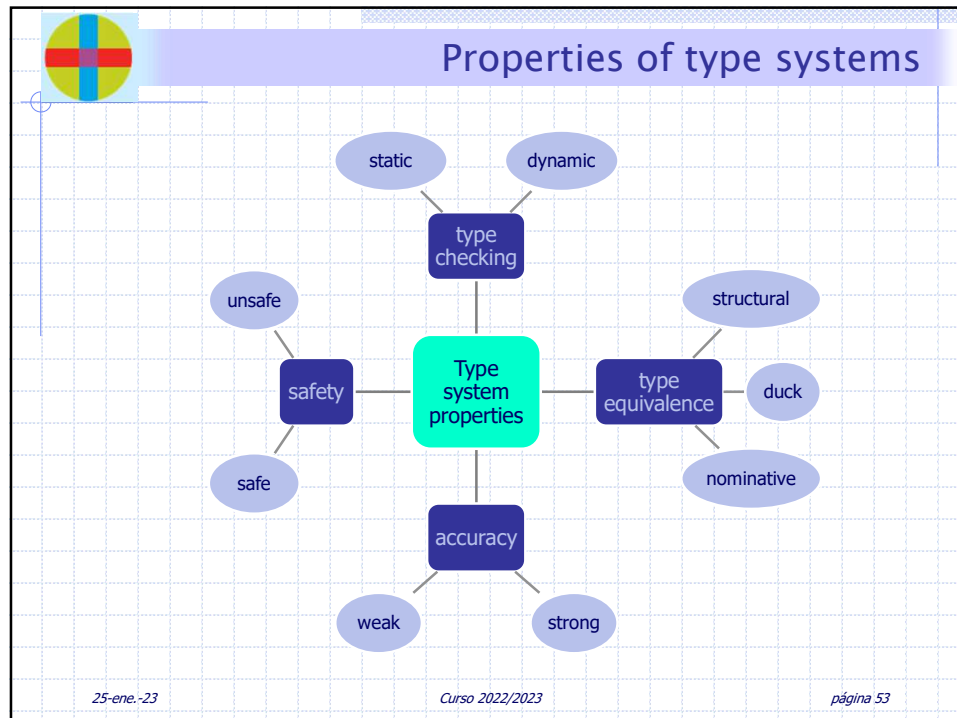 Properties of type systems
static
dynamic
type
checking
unsafe
structural
safety
Type
system
properties
type
equivalence
duck
safe
nominative
accuracy
weak
strong
25-ene.-23
Curso 2022/2023
página 53